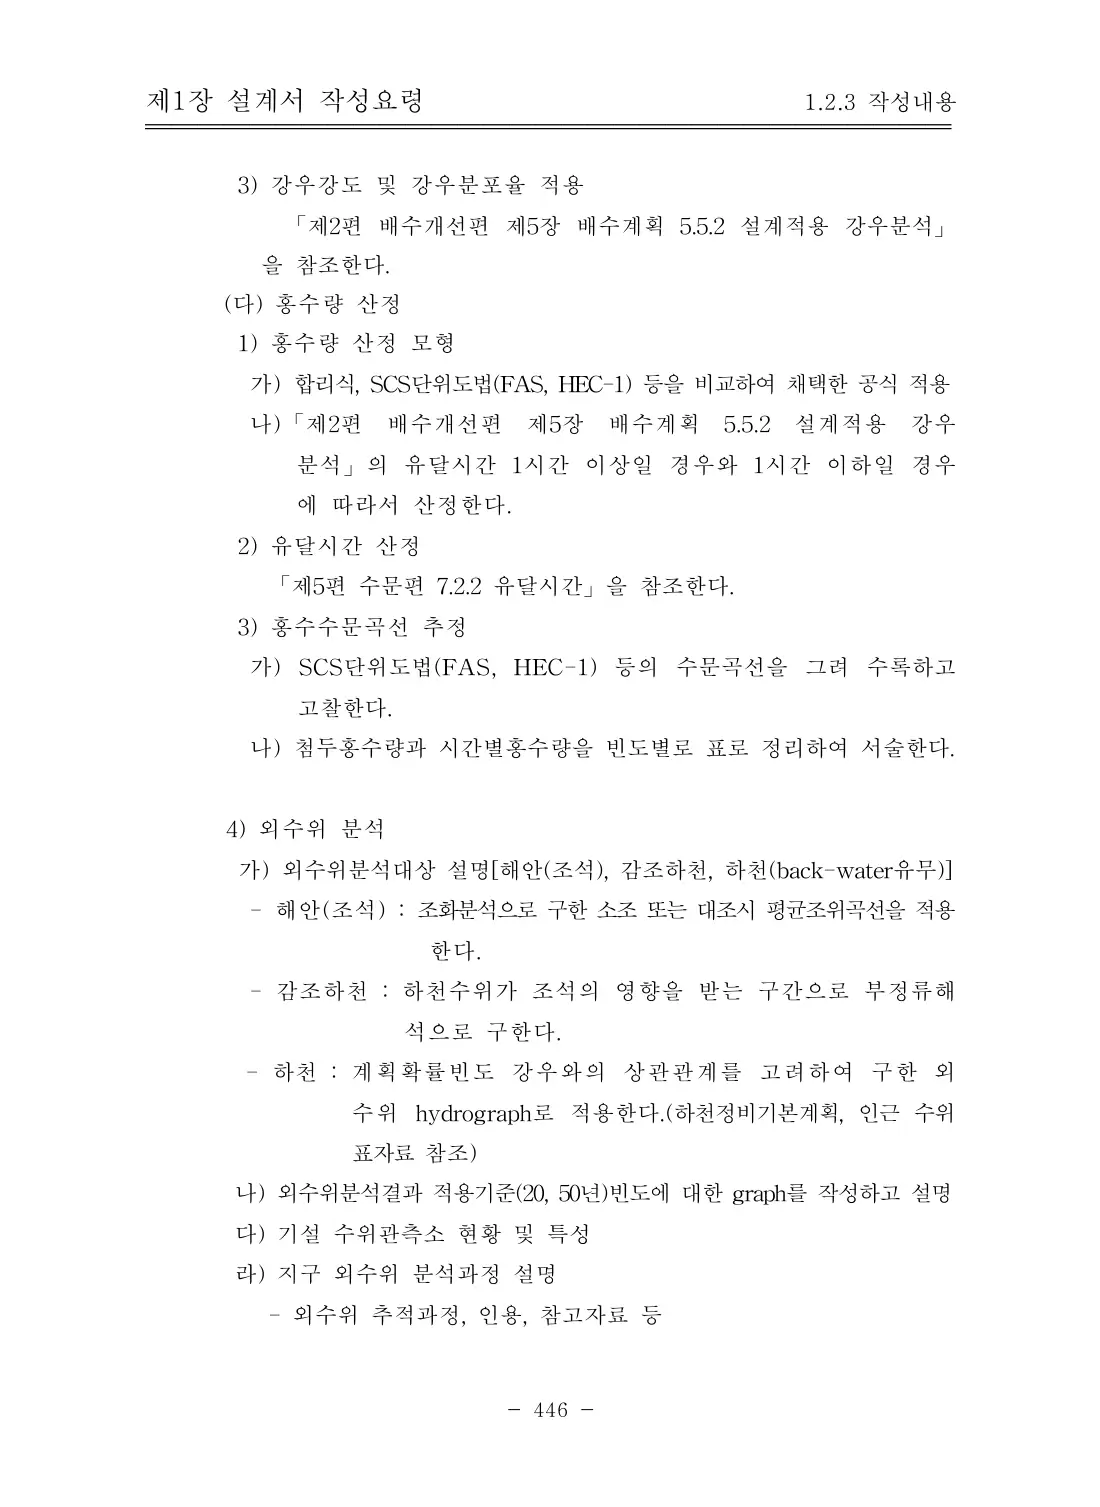 제1장 설계서 작성요령 1.2.3 작성내용
3) 강우강도 및 강우분포율 적용
「제2편 배수개선편 제5장 배수계획 5.5.2 설계적용 강우분석」
을 참조한다.
(다) 홍수량 산정
1) 홍수량 산정 모형
가) 합리식, SCS단위도법(FAS, HEC-1) 등을 비교하여 채택한 공식 적용
나)「제2편 배수개선편 제5장 배수계획 5.5.2 설계적용 강우
분석」의 유달시간 1시간 이상일 경우와 1시간 이하일 경우
에 따라서 산정한다.
2) 유달시간 산정
「제5편 수문편 7.2.2 유달시간」을 참조한다.
3) 홍수수문곡선 추정
가) SCS단위도법(FAS, HEC-1) 등의 수문곡선을 그려 수록하고
고찰한다.
나) 첨두홍수량과 시간별홍수량을 빈도별로 표로 정리하여 서술한다.
4) 외수위 분석
가) 외수위분석대상 설명[해안(조석), 감조하천, 하천(back-water유무)]
- 해안(조석) : 조화분석으로 구한 소조 또는 대조시 평균조위곡선을 적용
한다.
- 감조하천 : 하천수위가 조석의 영향을 받는 구간으로 부정류해
석으로 구한다.
- 하천 : 계획확률빈도 강우와의 상관관계를 고려하여 구한 외
수위 hydrograph로 적용한다.(하천정비기본계획, 인근 수위
표자료 참조)
나) 외수위분석결과 적용기준(20, 50년)빈도에 대한 graph를 작성하고 설명
다) 기설 수위관측소 현황 및 특성
라) 지구 외수위 분석과정 설명
- 외수위 추적과정, 인용, 참고자료 등
- 446 -